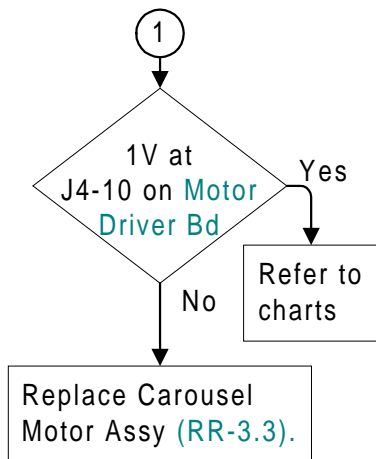 1
1V at
J4-10 on Motor
Driver Bd
Yes
Refer to
charts
No
Replace Carousel
Motor Assy (RR-3.3).